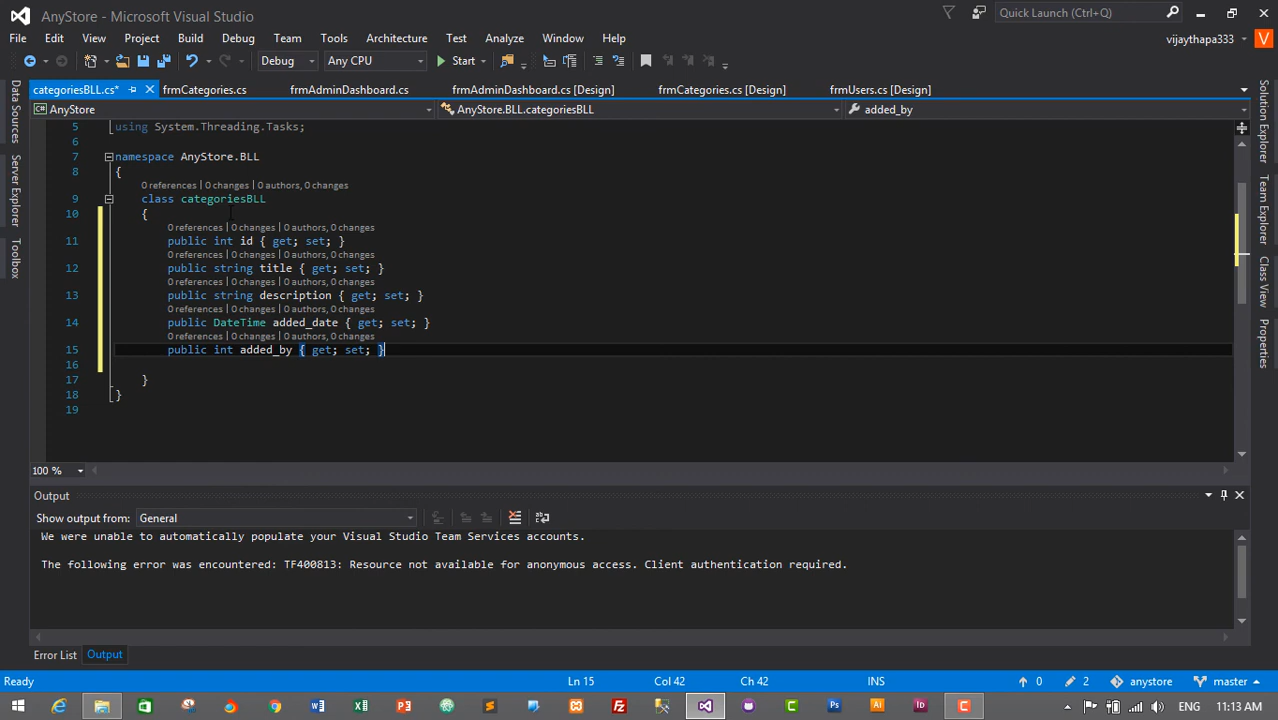 AnyStore - Microsoft Visual Studio
Quick Launch (Ctrl+Q)
File Edit View Project Build Debug Team Tools Architecture Test Analyze Window Help
vijaythapa333 V
Debug Any CPU Start
categoriesBLL.cs* frmCategories.cs frmAdminDashboard.cs frmAdminDashboard.cs [Design] frmCategories.cs [Design] frmUsers.cs [Design]
AnyStore AnyStore.BLL.categoriesBLL added_by
Data Sources
Server Explorer
Toolbox
Solution Explorer
Team Explorer
Class View
Properties
5 using System.Threading.Tasks;
6
7 namespace AnyStore.BLL
8 {
0 references | 0 changes | 0 authors, 0 changes
9 class categoriesBLL
10 {
0 references | 0 changes | 0 authors, 0 changes
11 public int id { get; set; }
0 references | 0 changes | 0 authors, 0 changes
12 public string title { get; set; }
0 references | 0 changes | 0 authors, 0 changes
13 public string description { get; set; }
0 references | 0 changes | 0 authors, 0 changes
14 public DateTime added_date { get; set; }
0 references | 0 changes | 0 authors, 0 changes
15 public int added_by { get; set; }
16
17 }
18 }
19
100 %
Output
Show output from: General
We were unable to automatically populate your Visual Studio Team Services accounts.
The following error was encountered: TF400813: Resource not available for anonymous access. Client authentication required.
Error List Output
Ready Ln 15 Col 42 Ch 42 INS 0 2 anystore master
ENG 11:13 AM